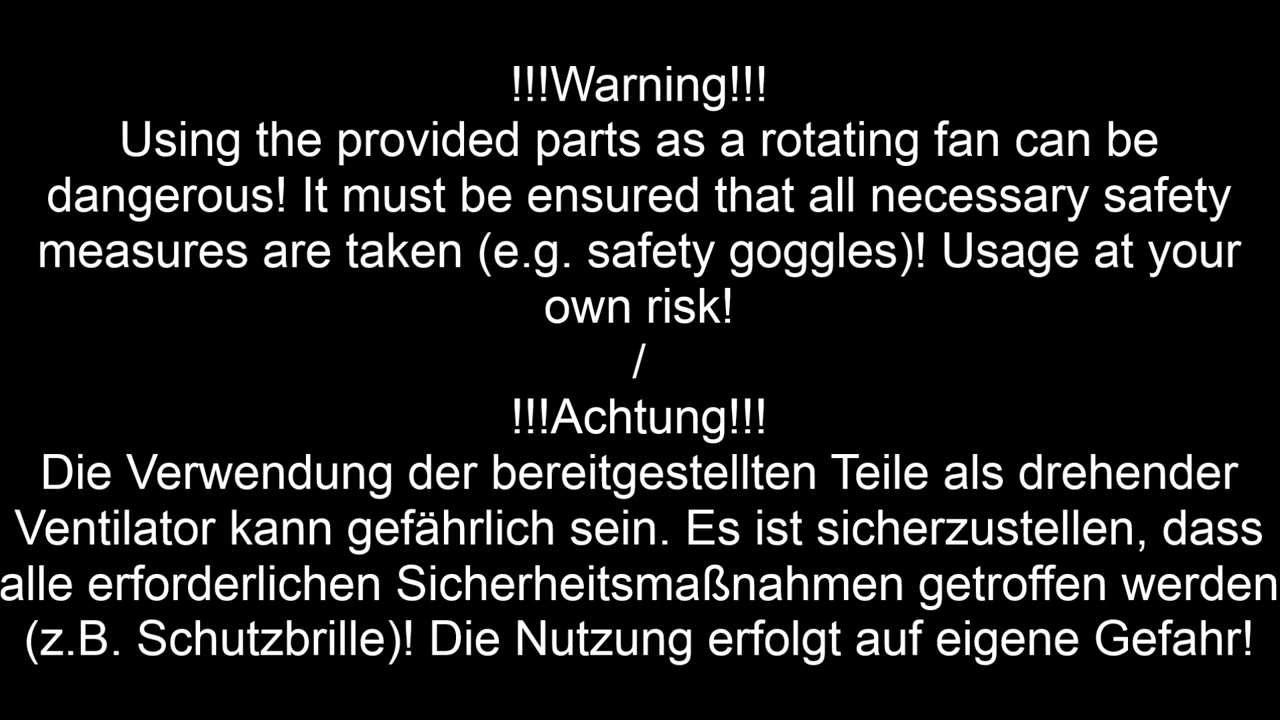 !!!Warning!!!
Using the provided parts as a rotating fan can be
dangerous! It must be ensured that all necessary safety
measures are taken (e.g. safety goggles)! Usage at your
own risk!
/
!!!Achtung!!!
Die Verwendung der bereitgestellten Teile als drehender
Ventilator kann gefährlich sein. Es ist sicherzustellen, dass
alle erforderlichen Sicherheitsmaßnahmen getroffen werden
(z.B. Schutzbrille)! Die Nutzung erfolgt auf eigene Gefahr!